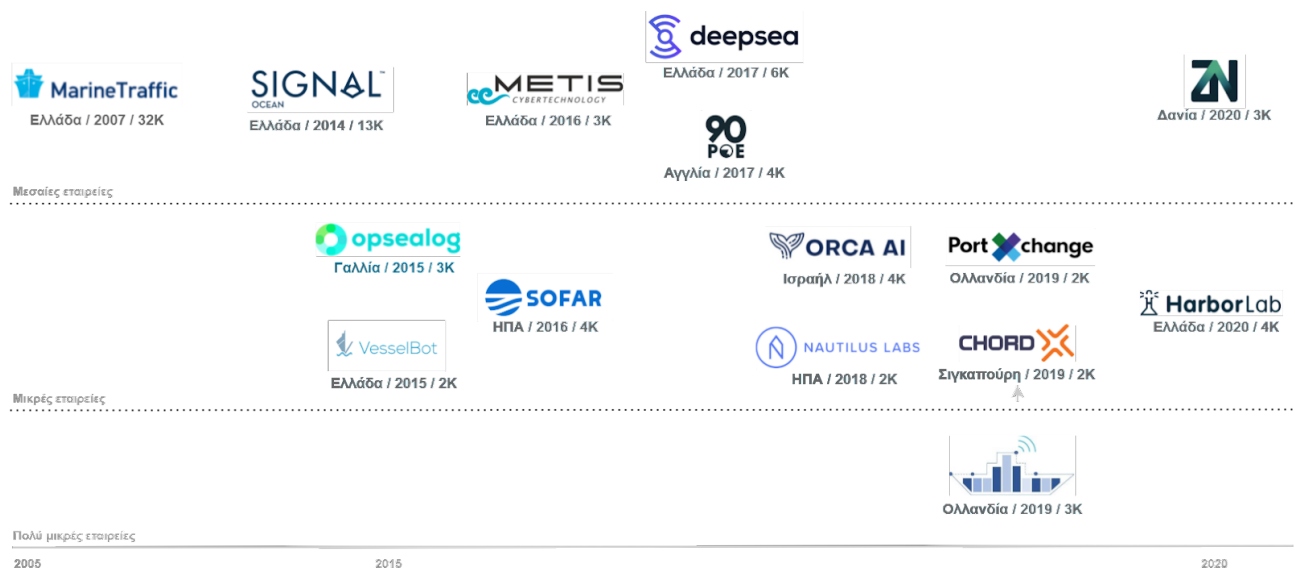 deepsea
Ελλάδα / 2017 / 6K
MarineTraffic
Ελλάδα / 2007 / 32K
SIGNAL™
OCEAN
Ελλάδα / 2014 / 13K
METIS
CYBERTECHNOLOGY
Ελλάδα / 2016 / 3K
ZN
Δανία / 2020 / 3K
90
POE
Αγγλία / 2017 / 4K
Μεσαίες εταιρείες
opsealog
Γαλλία / 2015 / 3K
ORCA AI
Ισραήλ / 2018 / 4K
PortXchange
Ολλανδία / 2019 / 2K
SOFAR
ΗΠΑ / 2016 / 4K
HarborLab
Ελλάδα / 2020 / 4K
VesselBot
Ελλάδα / 2015 / 2K
NAUTILUS LABS
ΗΠΑ / 2018 / 2K
CHORD X
Σιγκαπούρη / 2019 / 2K
Μικρές εταιρείες
Ολλανδία / 2019 / 3K
Πολύ μικρές εταιρείες
2005
2015
2020